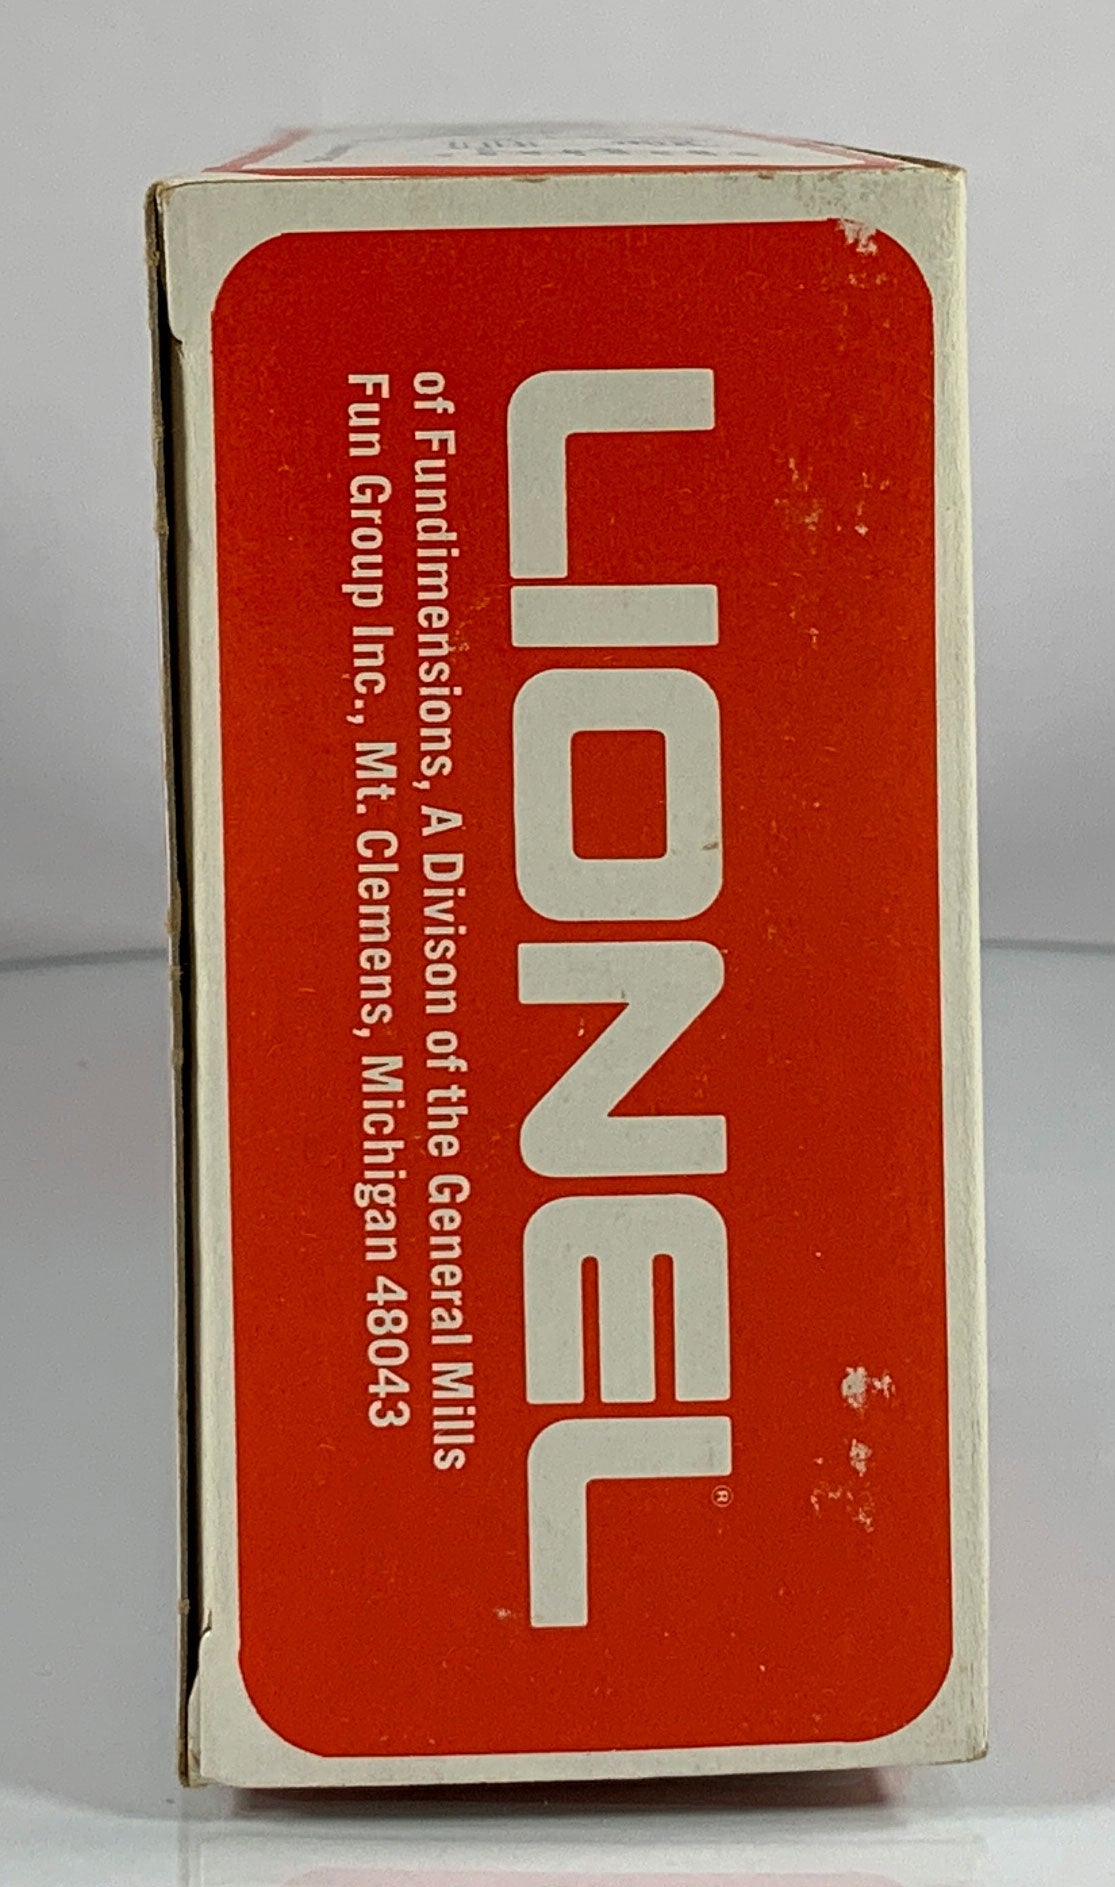 LIONEL®
of Fundimensions, A Divison of the General Mills
Fun Group Inc., Mt. Clemens, Michigan 48043